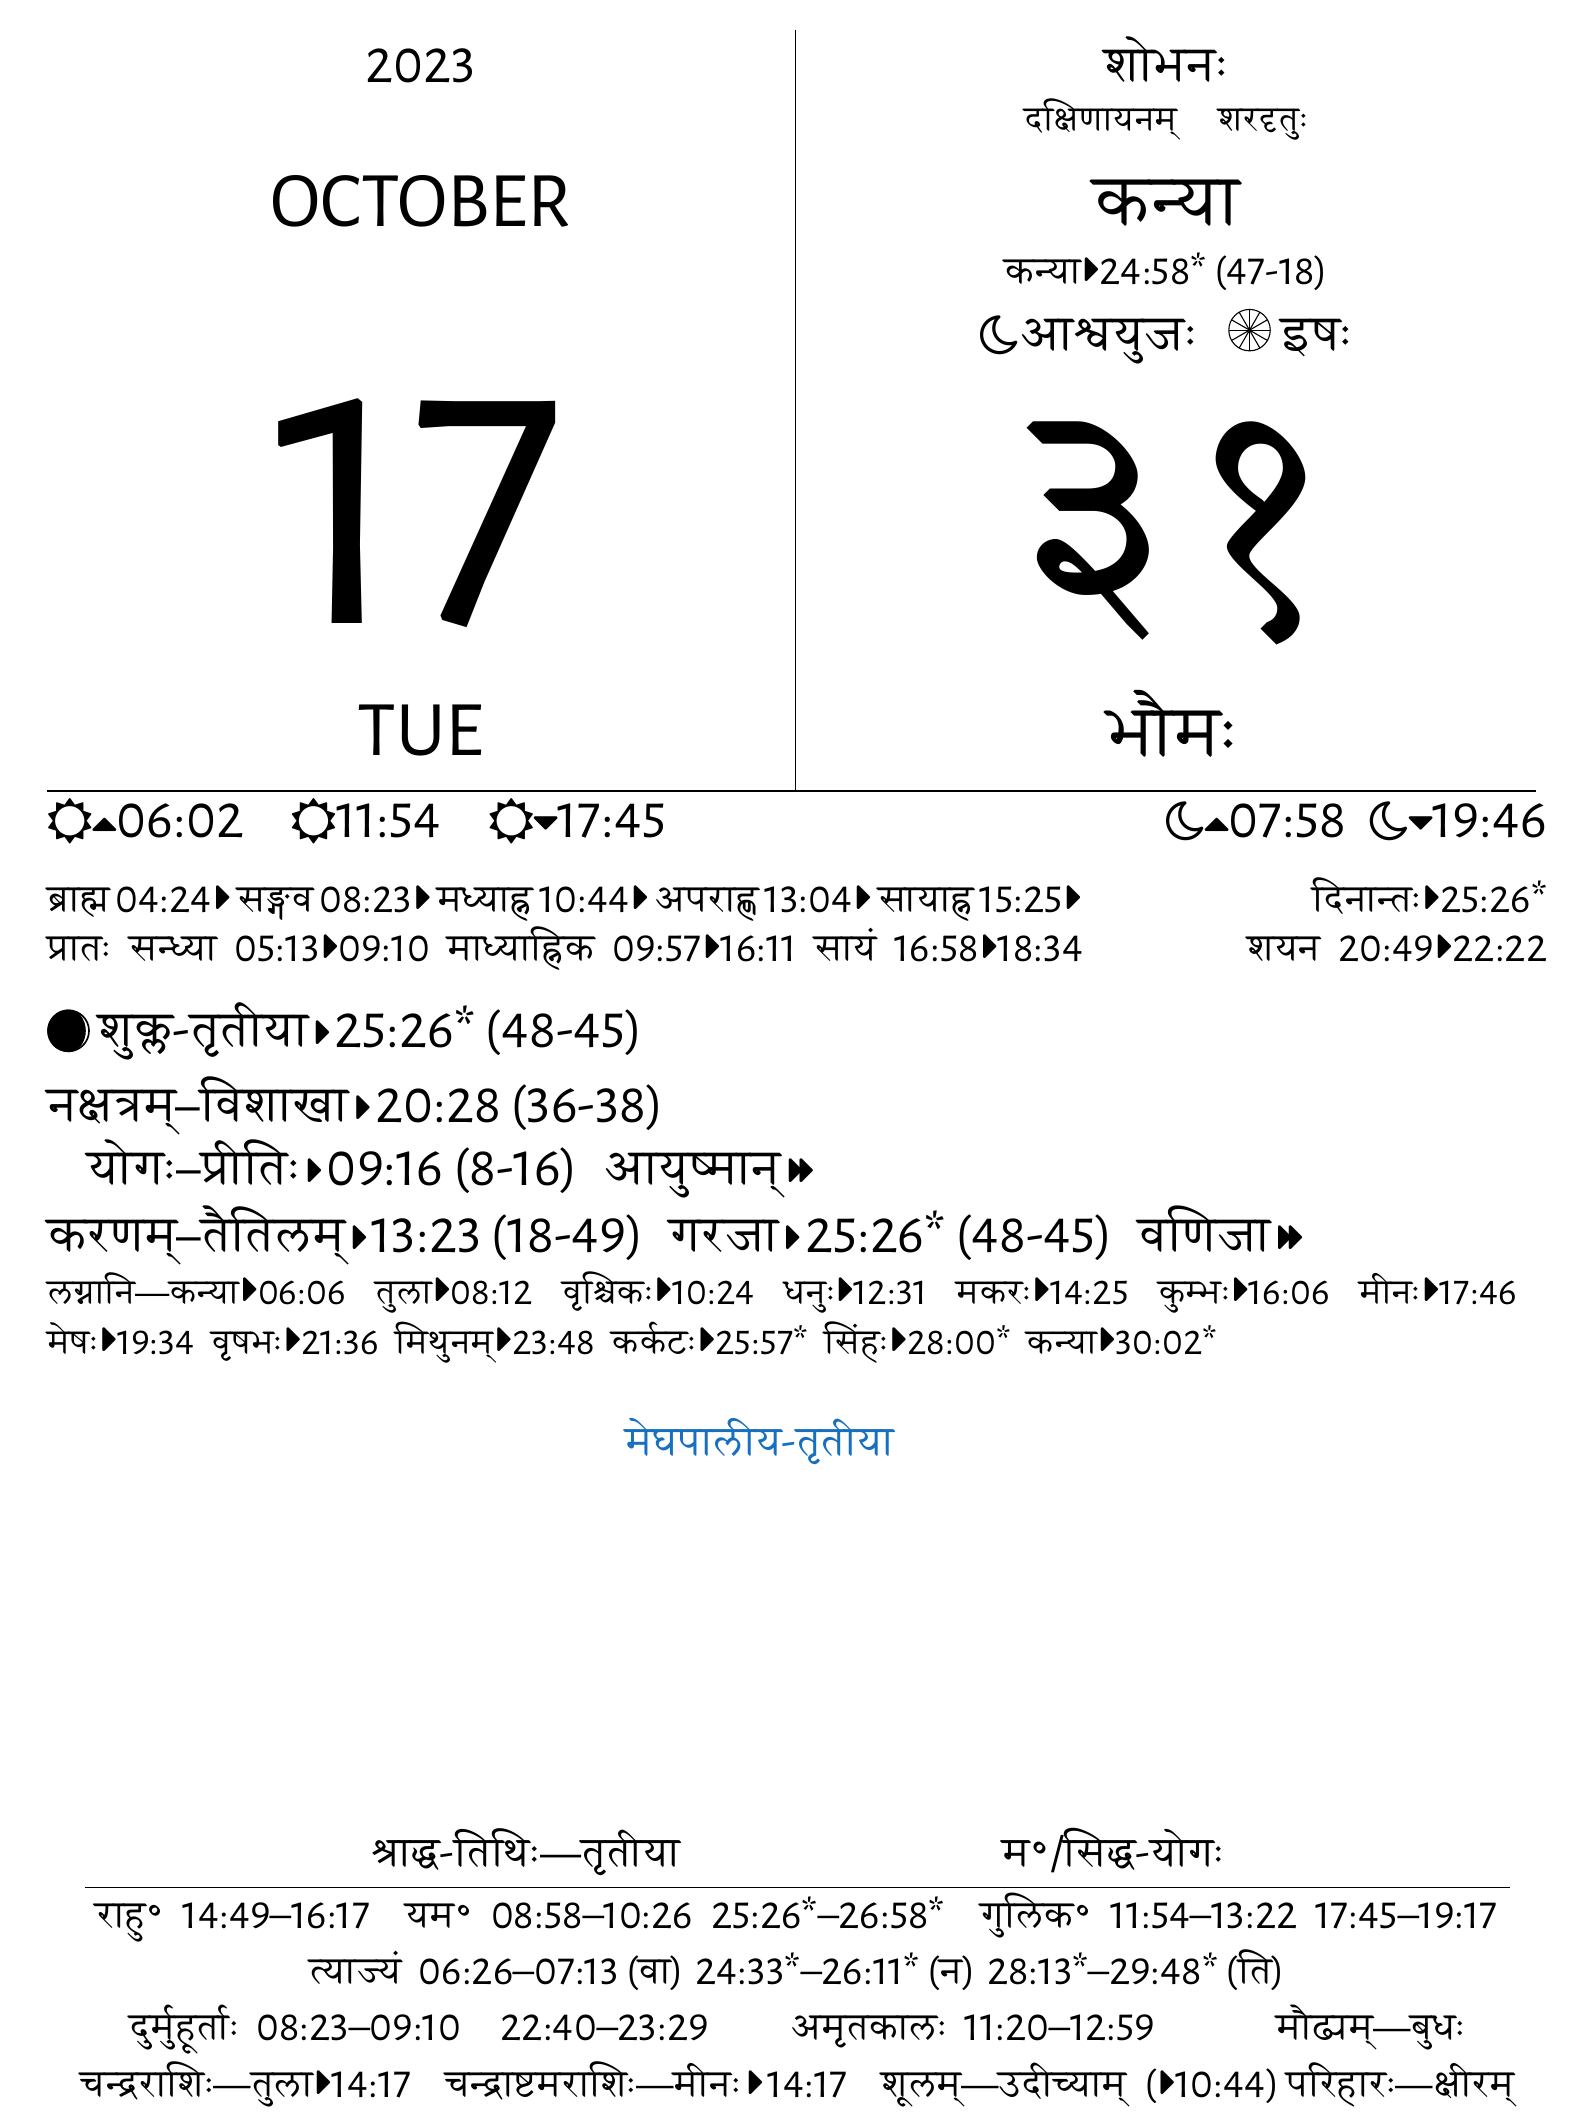 2023
OCTOBER
17
TUE
शोभनः
दक्षिणायनम् शरदृतुः
कन्या
कन्या⏵24:58* (47-18)
आश्वयुजः इषः
३१
भौमः
06:02 11:54 17:45 07:58 19:46
ब्राह्म 04:24⏵ सङ्गव 08:23⏵ मध्याह्न 10:44⏵ अपराह्ण 13:04⏵ सायाह्न 15:25⏵ दिनान्तः⏵25:26*
प्रातः सन्ध्या 05:13⏵09:10 माध्याह्निक 09:57⏵16:11 सायं 16:58⏵18:34 शयन 20:49⏵22:22
शुक्ल-तृतीया⏵25:26* (48-45)
नक्षत्रम्–विशाखा⏵20:28 (36-38)
योगः–प्रीतिः⏵09:16 (8-16) आयुष्मान्⏩
करणम्–तैतिलम्⏵13:23 (18-49) गरजा⏵25:26* (48-45) वणिजा⏩
लग्नानि—कन्या⏵06:06 तुला⏵08:12 वृश्चिकः⏵10:24 धनुः⏵12:31 मकरः⏵14:25 कुम्भः⏵16:06 मीनः⏵17:46
मेषः⏵19:34 वृषभः⏵21:36 मिथुनम्⏵23:48 कर्कटः⏵25:57* सिंहः⏵28:00* कन्या⏵30:02*
मेघपालीय-तृतीया
श्राद्ध-तिथिः—तृतीया म॰/सिद्ध-योगः
राहु॰ 14:49–16:17 यम॰ 08:58–10:26 25:26*–26:58* गुलिक॰ 11:54–13:22 17:45–19:17
त्याज्यं 06:26–07:13 (वा) 24:33*–26:11* (न) 28:13*–29:48* (ति)
दुर्मुहूर्ताः 08:23–09:10 22:40–23:29 अमृतकालः 11:20–12:59 मौढ्यम्—बुधः
चन्द्रराशिः—तुला⏵14:17 चन्द्राष्टमराशिः—मीनः⏵14:17 शूलम्—उदीच्याम् (⏵10:44) परिहारः—क्षीरम्